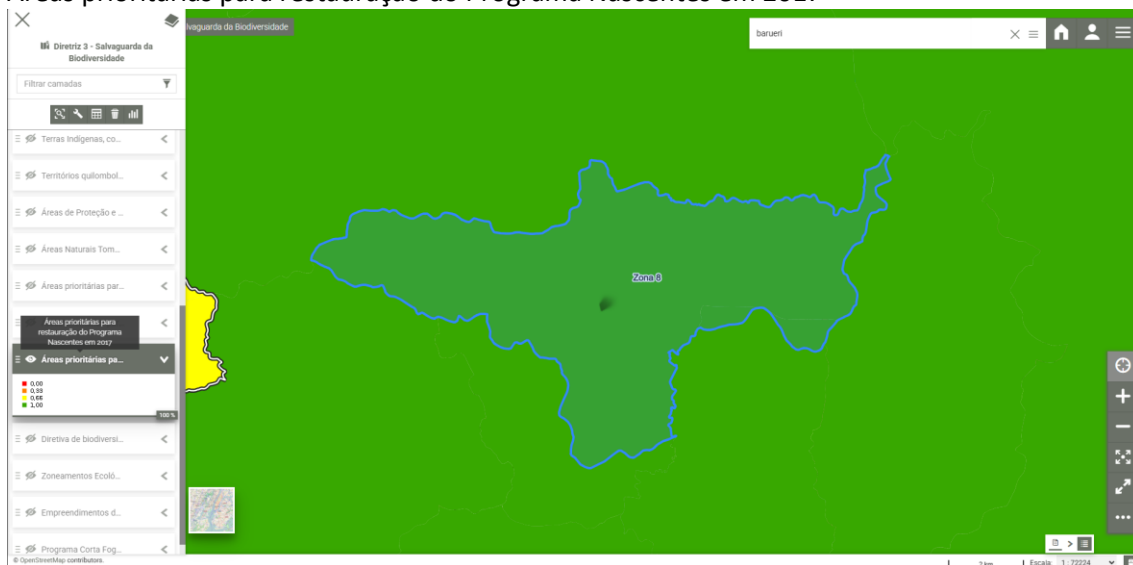 Áreas prioritárias para restauração do Programa Nascentes em 2017
Diretriz 3 - Salvaguarda da
Biodiversidade
Filtrar camadas
Terras Indígenas, co...
Territórios quilombol...
Áreas de Proteção e ...
Áreas Naturais Tom...
Áreas prioritárias par...
Áreas prioritárias para
restauração do Programa
Nascentes em 2017
Áreas prioritárias pa...
0,00
0,33
0,66
1,00
100 %
Diretiva de biodiversi...
Zoneamentos Ecoló...
Empreendimentos d...
Programa Corta Fog...
© OpenStreetMap contributors.
lvaguarda da Biodiversidade
barueri
Zona 8
2 km
Escala: 1 : 72224